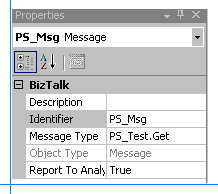 Properties
PS_Msg Message
BizTalk
Description
Identifier PS_Msg
Message Type PS_Test.Get
Object Type Message
Report To Analy True